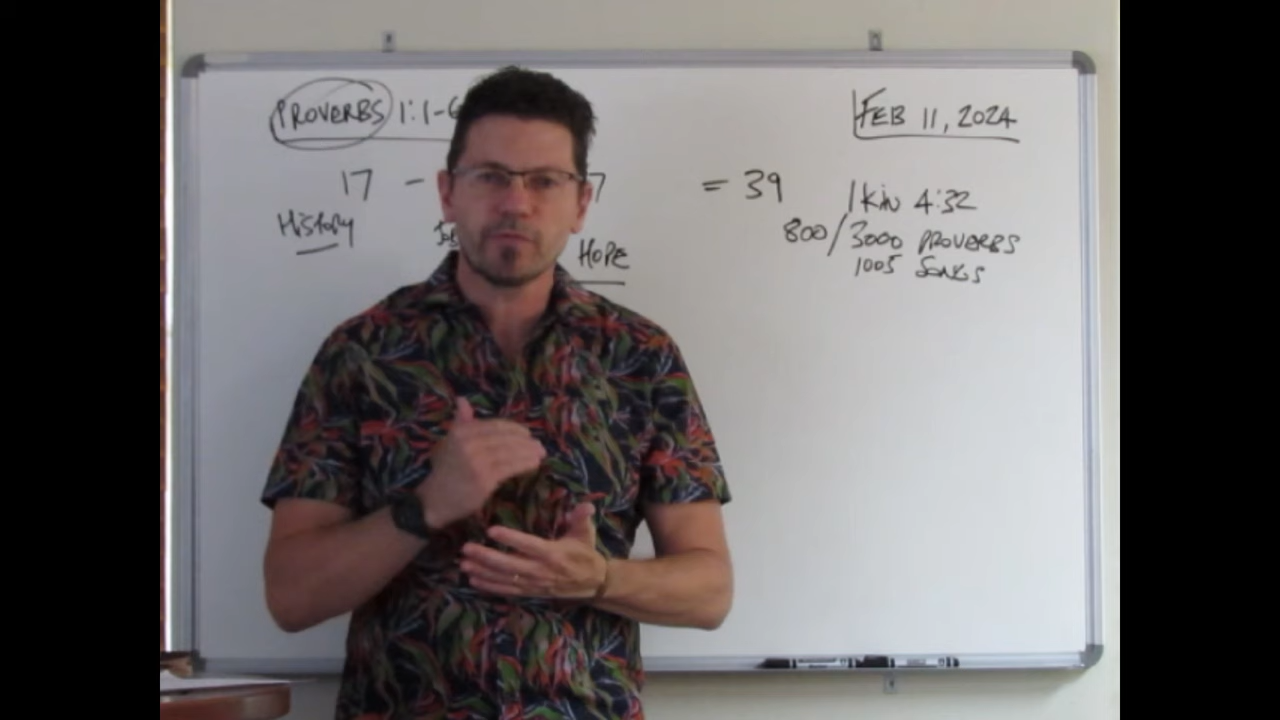 PROVERBS 1:1-6
FEB 11, 2024
17 - 7 = 39
1 Kin 4:32
History
800/3000 PROVERBS
HOPE
1005 SONGS